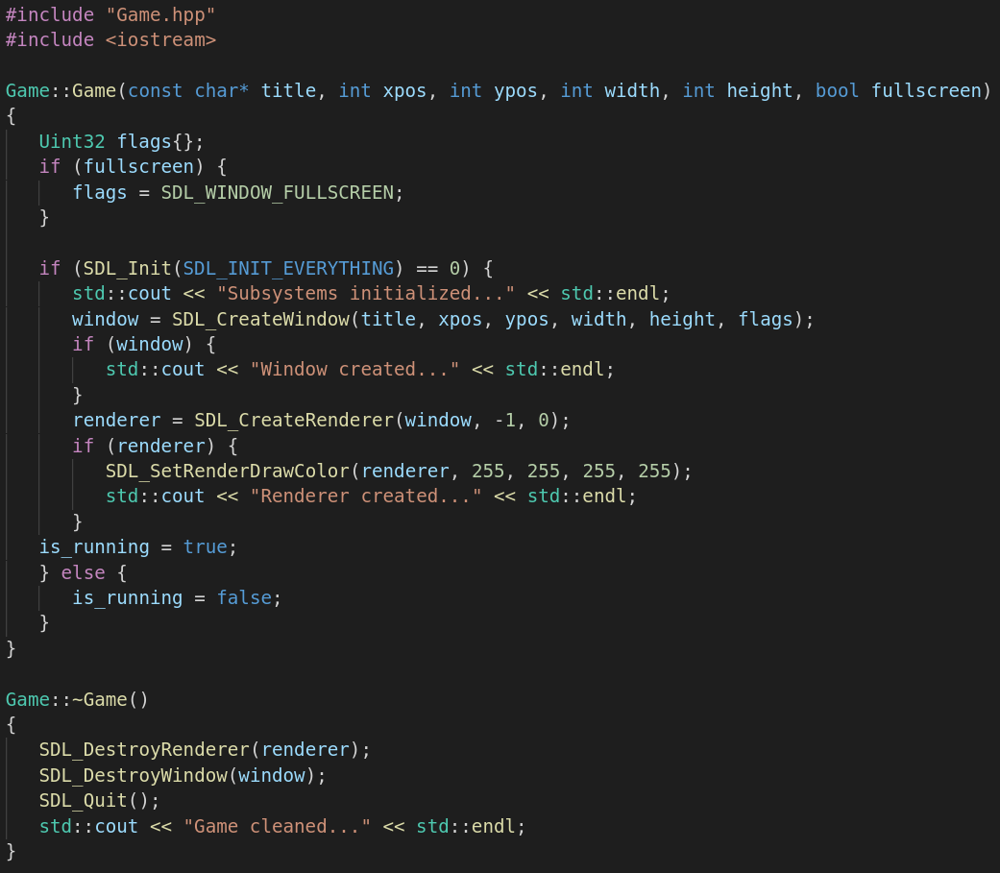 #include "Game.hpp"
#include <iostream>

Game::Game(const char* title, int xpos, int ypos, int width, int height, bool fullscreen)
{
   Uint32 flags{};
   if (fullscreen) {
      flags = SDL_WINDOW_FULLSCREEN;
   }

   if (SDL_Init(SDL_INIT_EVERYTHING) == 0) {
      std::cout << "Subsystems initialized..." << std::endl;
      window = SDL_CreateWindow(title, xpos, ypos, width, height, flags);
      if (window) {
         std::cout << "Window created..." << std::endl;
      }
      renderer = SDL_CreateRenderer(window, -1, 0);
      if (renderer) {
         SDL_SetRenderDrawColor(renderer, 255, 255, 255, 255);
         std::cout << "Renderer created..." << std::endl;
      }
   is_running = true;
   } else {
      is_running = false;
   }
}

Game::~Game()
{
   SDL_DestroyRenderer(renderer);
   SDL_DestroyWindow(window);
   SDL_Quit();
   std::cout << "Game cleaned..." << std::endl;
}